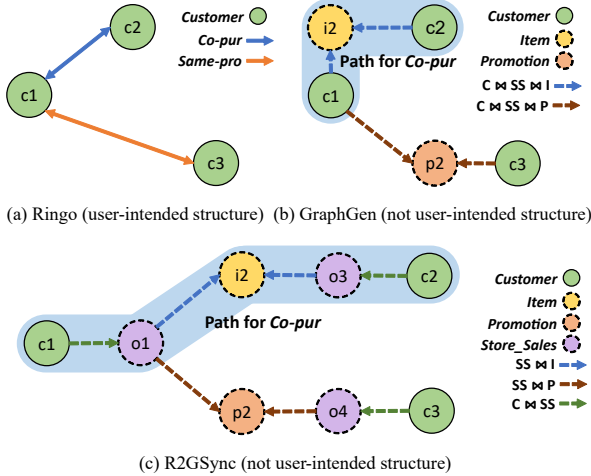 c2
c1
c3
Customer
Co-pur
Same-pro
(a) Ringo (user-intended structure)
i2
c2
Path for Co-pur
c1
p2
c3
Customer
Item
Promotion
C ⋈ SS ⋈ I
C ⋈ SS ⋈ P
(b) GraphGen (not user-intended structure)
i2
o3
c2
Path for Co-pur
c1
o1
p2
o4
c3
Customer
Item
Promotion
Store_Sales
SS ⋈ I
SS ⋈ P
C ⋈ SS
(c) R2GSync (not user-intended structure)